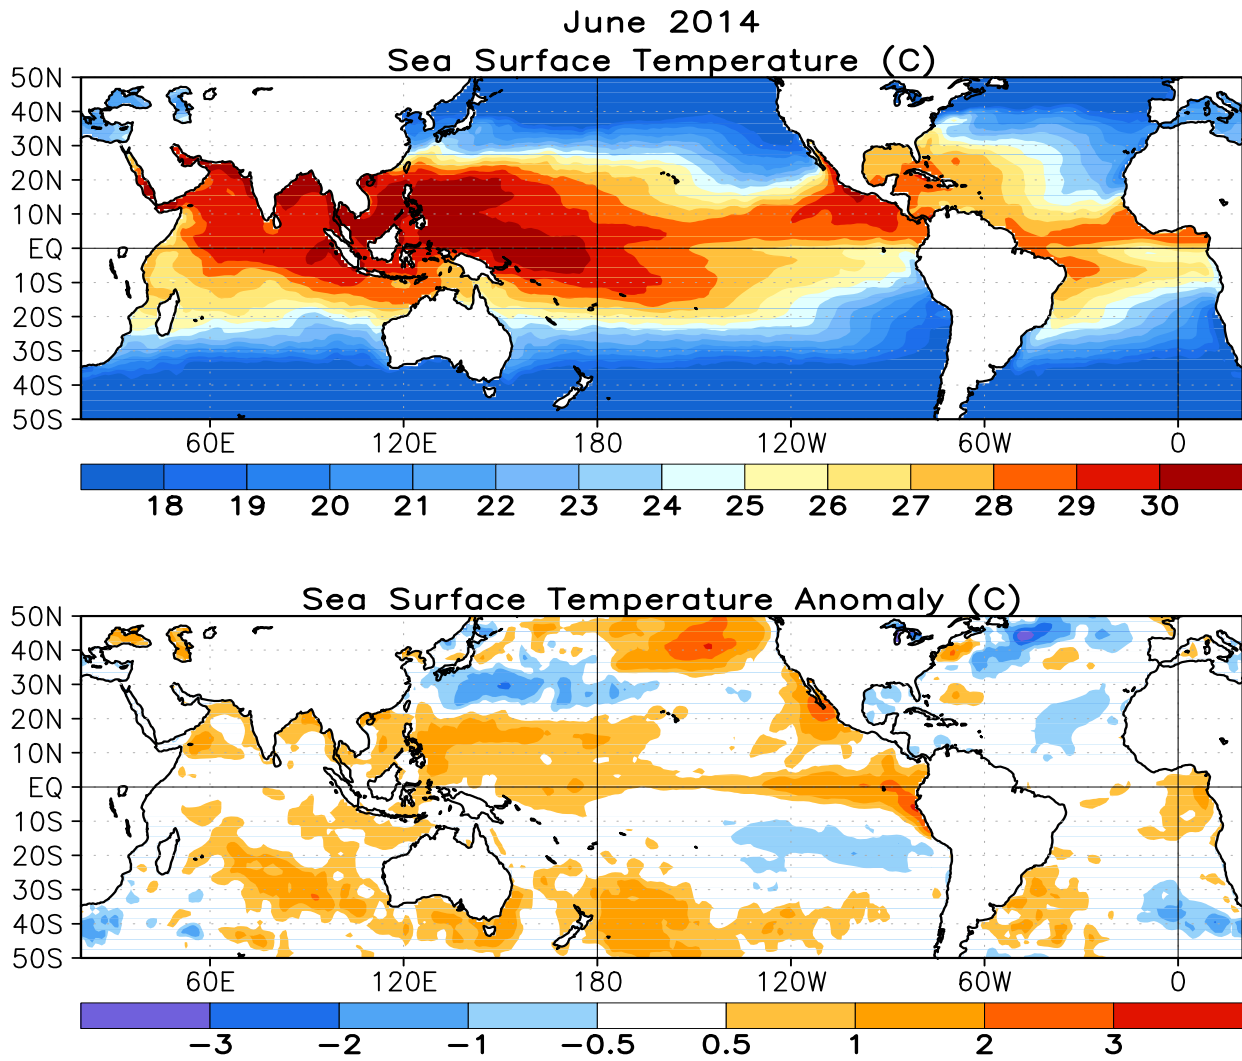 June 2014
Sea Surface Temperature (C)
50N
40N
30N
20N
10N
EQ
10S
20S
30S
40S
50S
60E 120E 180 120W 60W 0
18 19 20 21 22 23 24 25 26 27 28 29 30
Sea Surface Temperature Anomaly (C)
50N
40N
30N
20N
10N
EQ
10S
20S
30S
40S
50S
60E 120E 180 120W 60W 0
−3 −2 −1 −0.5 0.5 1 2 3